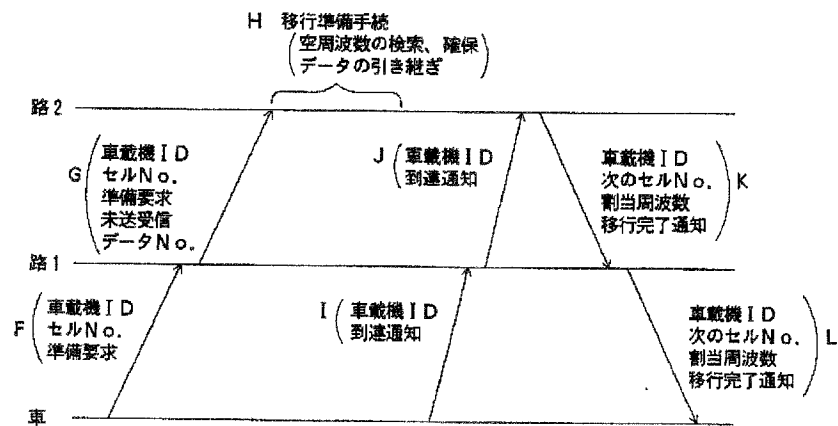 H 移行準備手続
(空周波数の検索、確保
データの引き継ぎ)
路2
G (車載機ID
セルNo.
準備要求
未送受信
データNo.
J (車載機ID
到達通知
車載機ID
次のセルNo.
割当周波数
移行完了通知) K
路1
F (車載機ID
セルNo.
準備要求
I (車載機ID
到達通知
車載機ID
次のセルNo.
割当周波数
移行完了通知) L
車